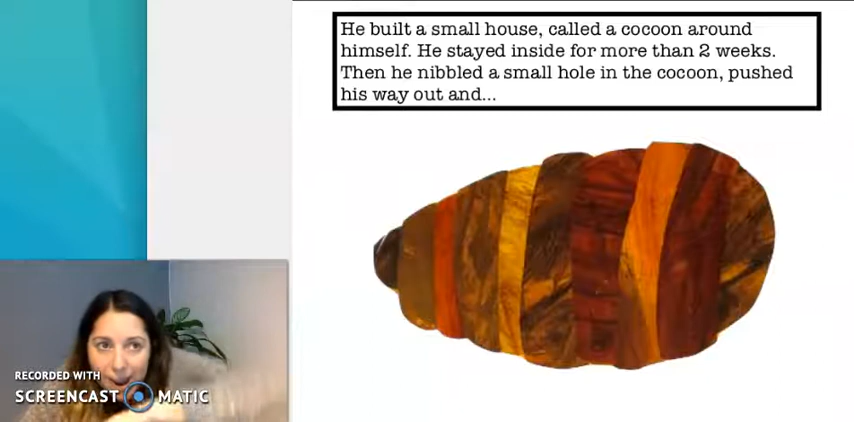 He built a small house, called a cocoon around
himself. He stayed inside for more than 2 weeks.
Then he nibbled a small hole in the cocoon, pushed
his way out and...
RECORDED WITH
SCREENCAST MATIC